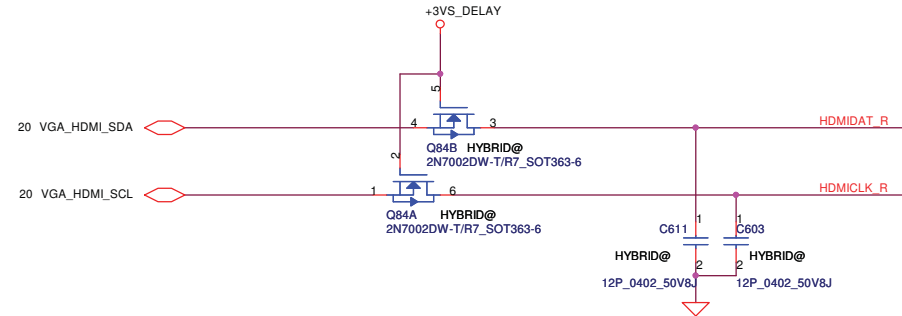 +3VS_DELAY
5
20 VGA_HDMI_SDA
4
3
HDMIDAT_R
Q84B HYBRID@
2N7002DW-T/R7_SOT363-6
2
20 VGA_HDMI_SCL
1
6
HDMICLK_R
Q84A HYBRID@
2N7002DW-T/R7_SOT363-6
1
1
C611
C603
HYBRID@
HYBRID@
2
2
12P_0402_50V8J
12P_0402_50V8J